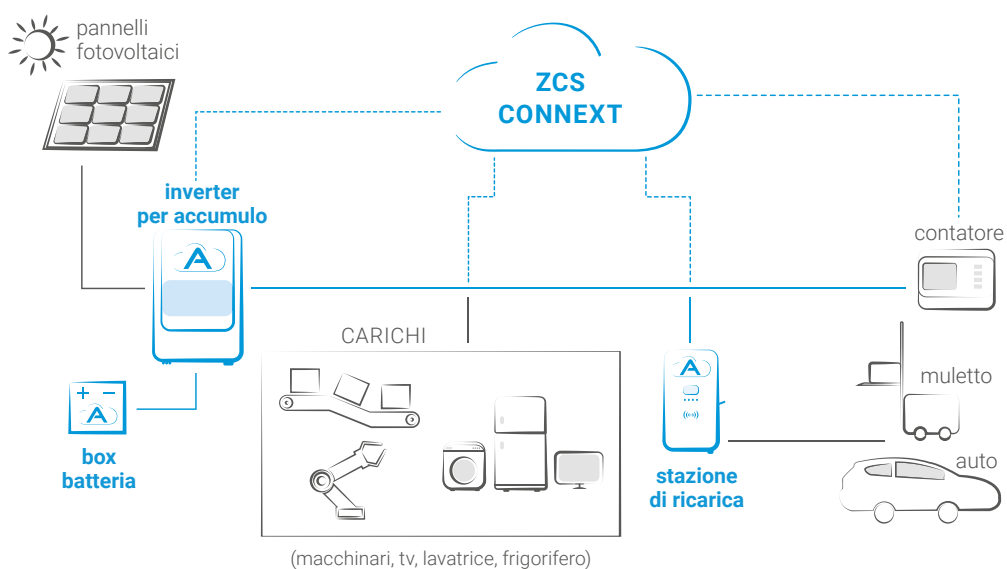 pannelli
fotovoltaici
ZCS
CONNEXT
inverter
per accumulo
A
contatore
CARICHI
+ −
A
box
batteria
A
muletto
auto
stazione
di ricarica
(macchinari, tv, lavatrice, frigorifero)